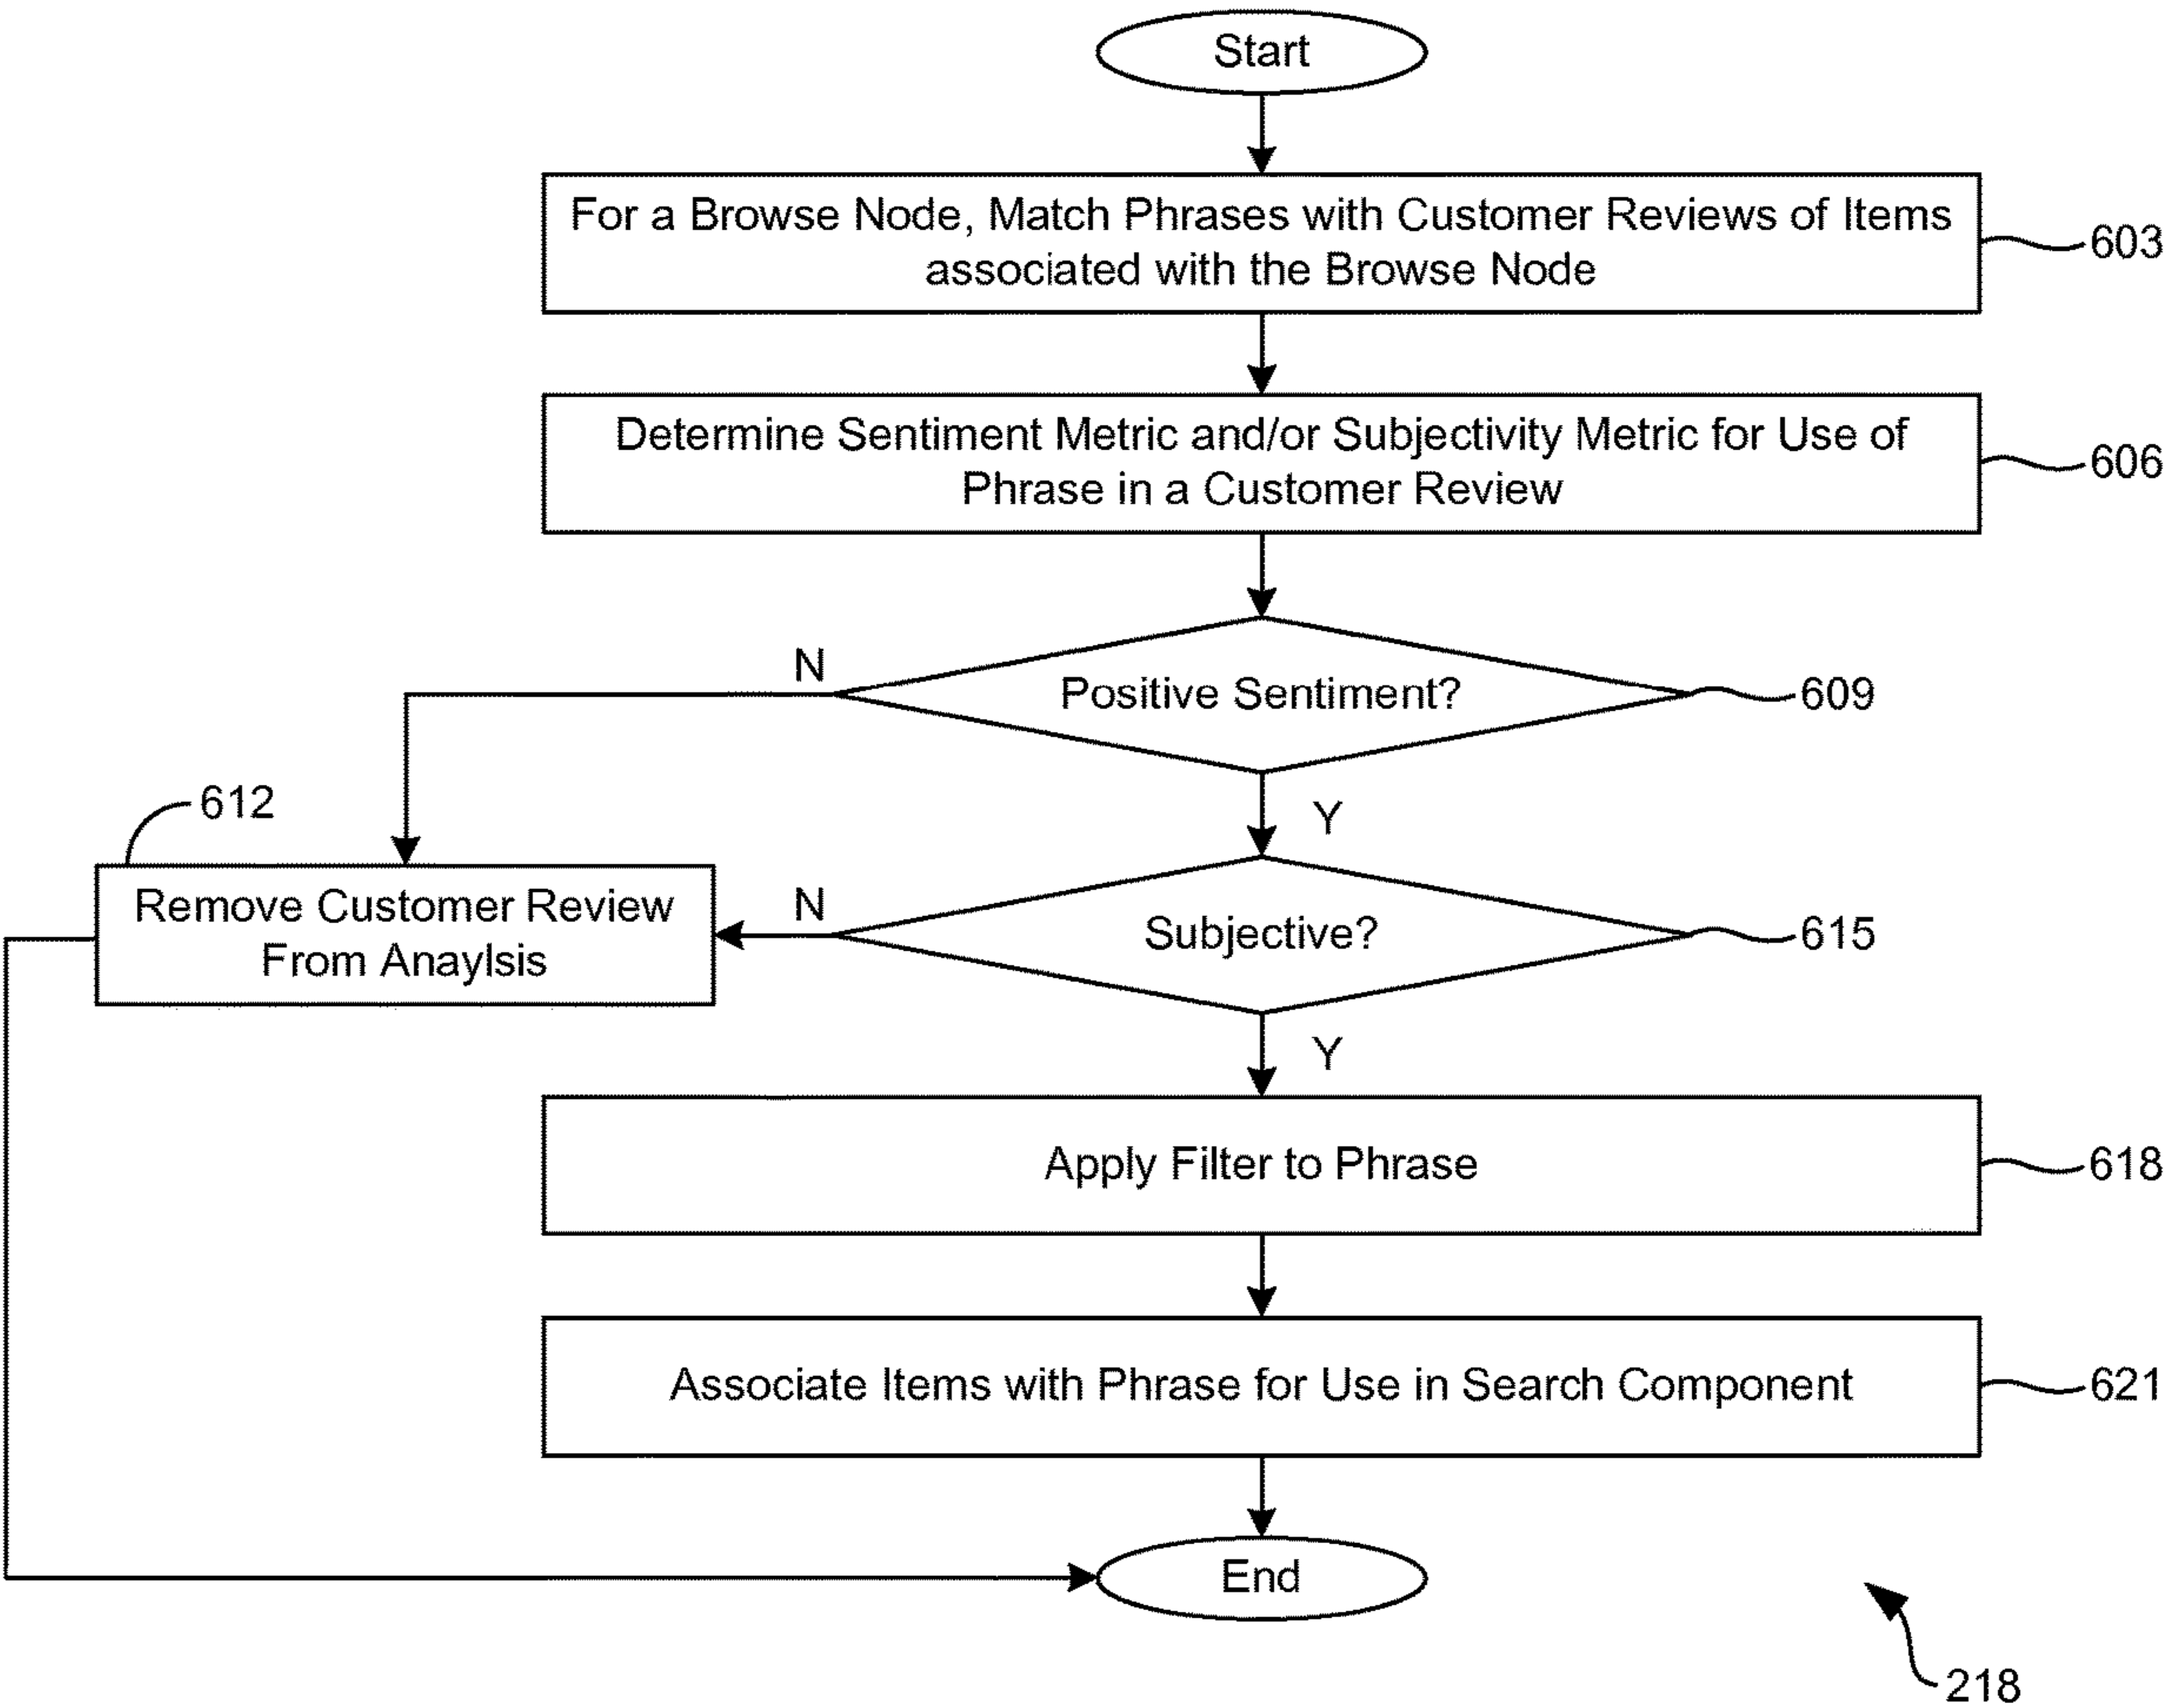 Start
For a Browse Node, Match Phrases with Customer Reviews of Items
associated with the Browse Node
603
Determine Sentiment Metric and/or Subjectivity Metric for Use of
Phrase in a Customer Review
606
N
Positive Sentiment?
609
612
Y
Remove Customer Review
From Anaylsis
N
Subjective?
615
Y
Apply Filter to Phrase
618
Associate Items with Phrase for Use in Search Component
621
End
218